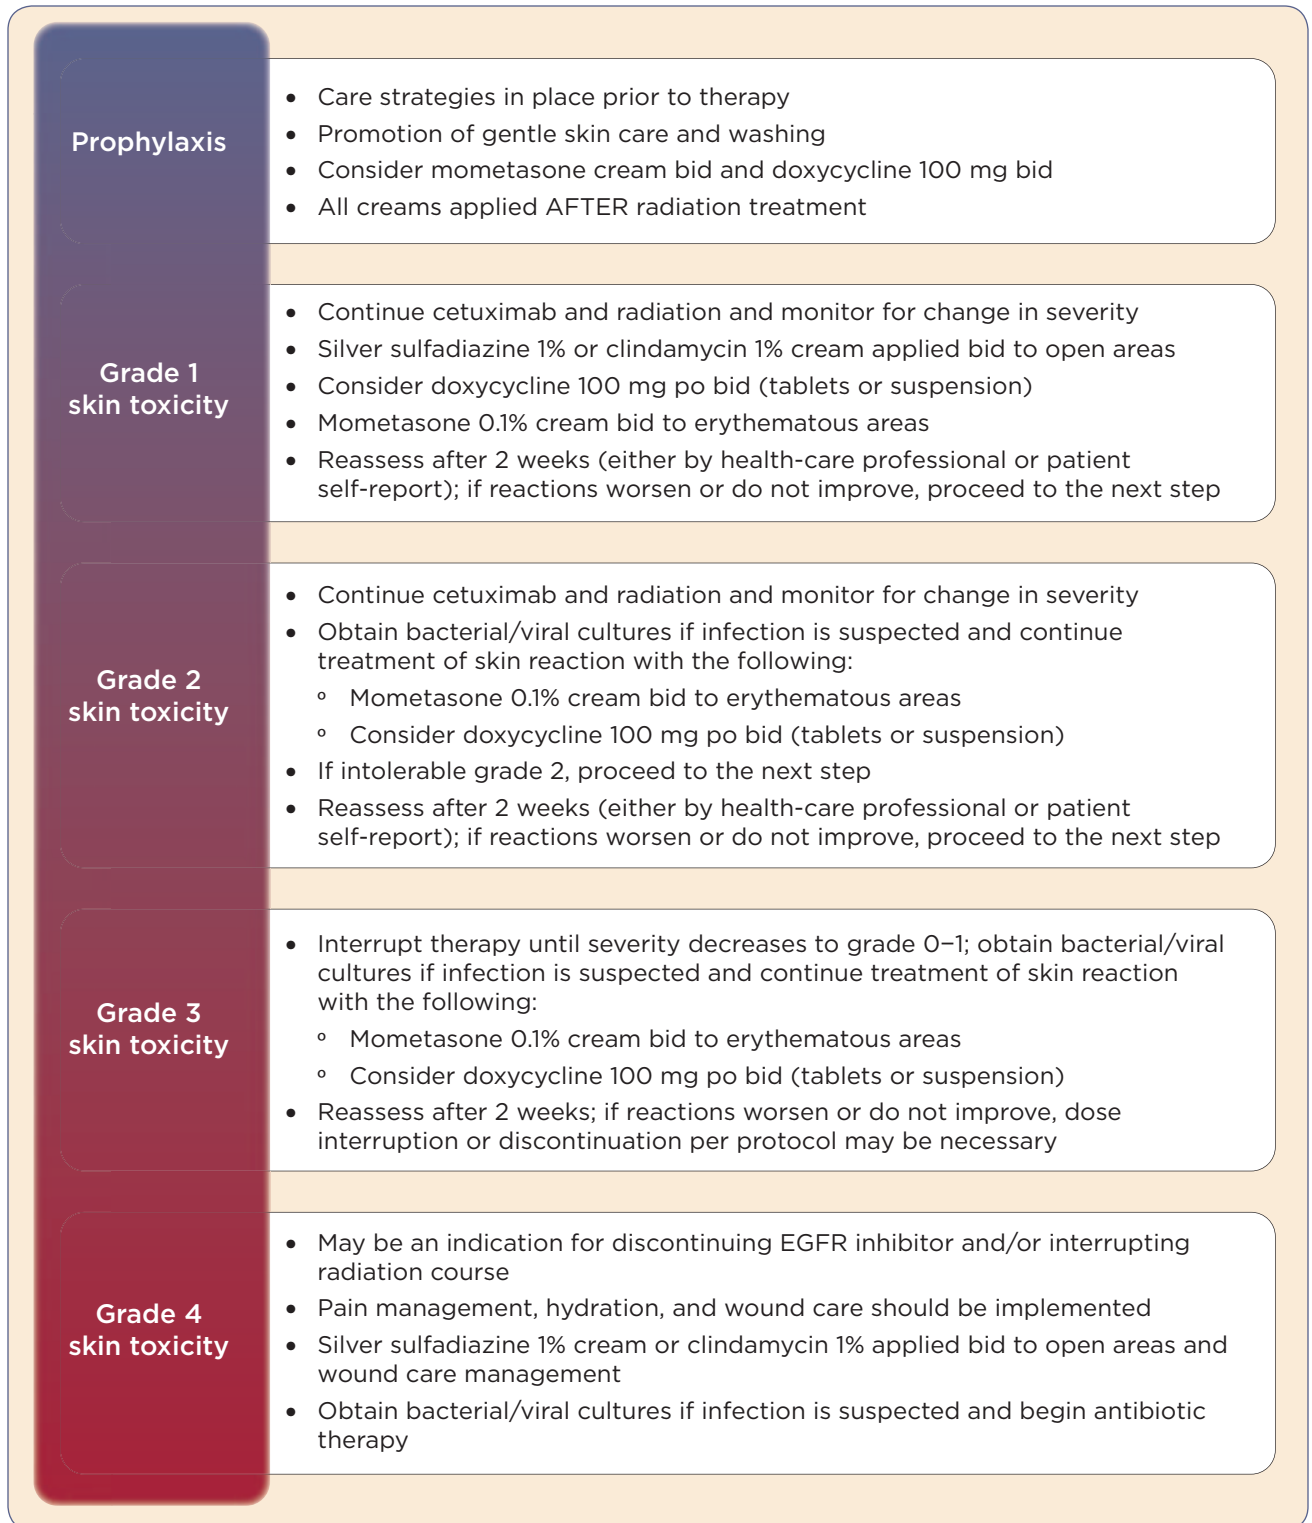 Prophylaxis
• Care strategies in place prior to therapy
• Promotion of gentle skin care and washing
• Consider mometasone cream bid and doxycycline 100 mg bid
• All creams applied AFTER radiation treatment
Grade 1
skin toxicity
• Continue cetuximab and radiation and monitor for change in severity
• Silver sulfadiazine 1% or clindamycin 1% cream applied bid to open areas
• Consider doxycycline 100 mg po bid (tablets or suspension)
• Mometasone 0.1% cream bid to erythematous areas
• Reassess after 2 weeks (either by health-care professional or patient
self-report); if reactions worsen or do not improve, proceed to the next step
Grade 2
skin toxicity
• Continue cetuximab and radiation and monitor for change in severity
• Obtain bacterial/viral cultures if infection is suspected and continue
treatment of skin reaction with the following:
º Mometasone 0.1% cream bid to erythematous areas
º Consider doxycycline 100 mg po bid (tablets or suspension)
• If intolerable grade 2, proceed to the next step
• Reassess after 2 weeks (either by health-care professional or patient
self-report); if reactions worsen or do not improve, proceed to the next step
Grade 3
skin toxicity
• Interrupt therapy until severity decreases to grade 0–1; obtain bacterial/viral
cultures if infection is suspected and continue treatment of skin reaction
with the following:
º Mometasone 0.1% cream bid to erythematous areas
º Consider doxycycline 100 mg po bid (tablets or suspension)
• Reassess after 2 weeks; if reactions worsen or do not improve, dose
interruption or discontinuation per protocol may be necessary
Grade 4
skin toxicity
• May be an indication for discontinuing EGFR inhibitor and/or interrupting
radiation course
• Pain management, hydration, and wound care should be implemented
• Silver sulfadiazine 1% cream or clindamycin 1% applied bid to open areas and
wound care management
• Obtain bacterial/viral cultures if infection is suspected and begin antibiotic
therapy